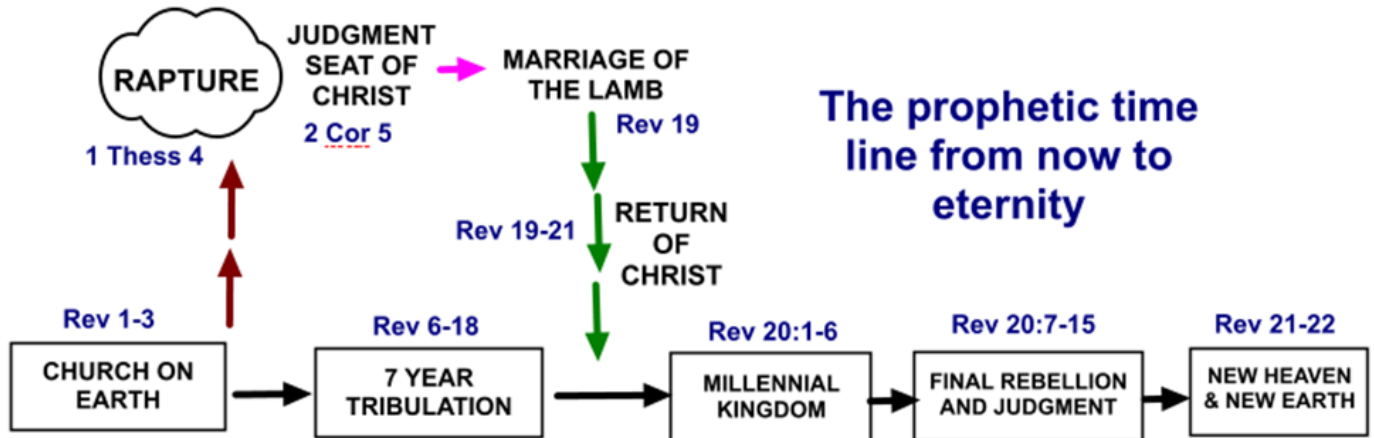 RAPTURE
1 Thess 4
JUDGMENT
SEAT OF
CHRIST
2 Cor 5
MARRIAGE OF
THE LAMB
Rev 19
The prophetic time
line from now to
eternity
Rev 19-21
RETURN
OF
CHRIST
Rev 1-3
CHURCH ON
EARTH
Rev 6-18
7 YEAR
TRIBULATION
Rev 20:1-6
MILLENNIAL
KINGDOM
Rev 20:7-15
FINAL REBELLION
AND JUDGMENT
Rev 21-22
NEW HEAVEN
& NEW EARTH